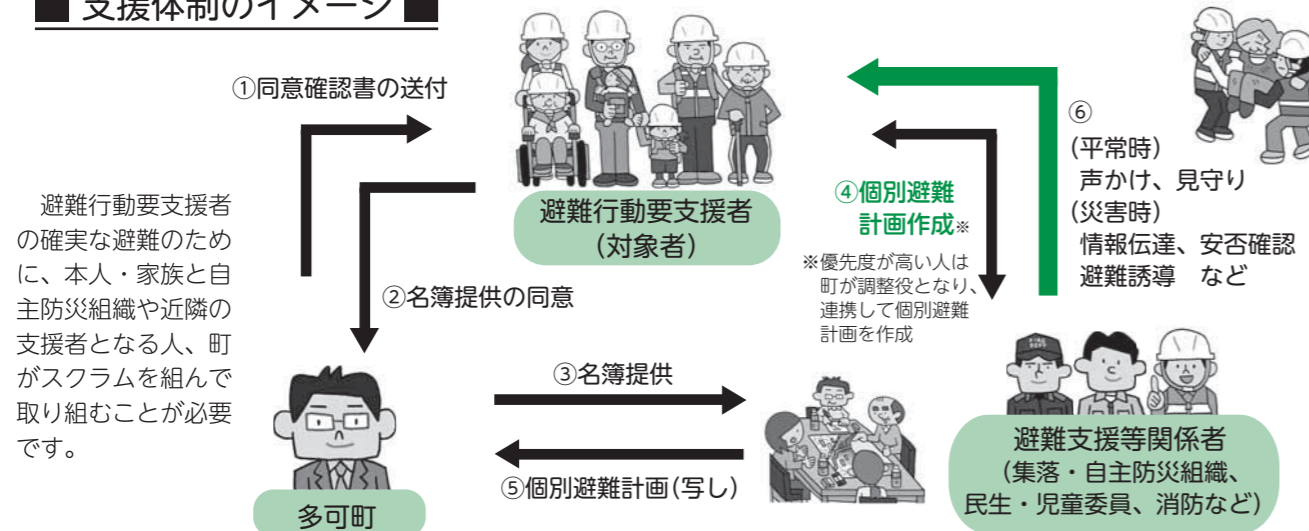 ■ 支援体制のイメージ ■
①同意確認書の送付
避難行動要支援者
の確実な避難のため
に、本人・家族と自
主防災組織や近隣の
支援者となる人、町
がスクラムを組んで
取り組むことが必要
です。
避難行動要支援者
(対象者)
②名簿提供の同意
③名簿提供
④個別避難
計画作成※
※優先度が高い人は
町が調整役となり、
連携して個別避難
計画を作成
⑤個別避難計画(写し)
⑥
(平常時)
声かけ、見守り
(災害時)
情報伝達、安否確認
避難誘導 など
多可町
避難支援等関係者
(集落・自主防災組織、
民生・児童委員、消防など)